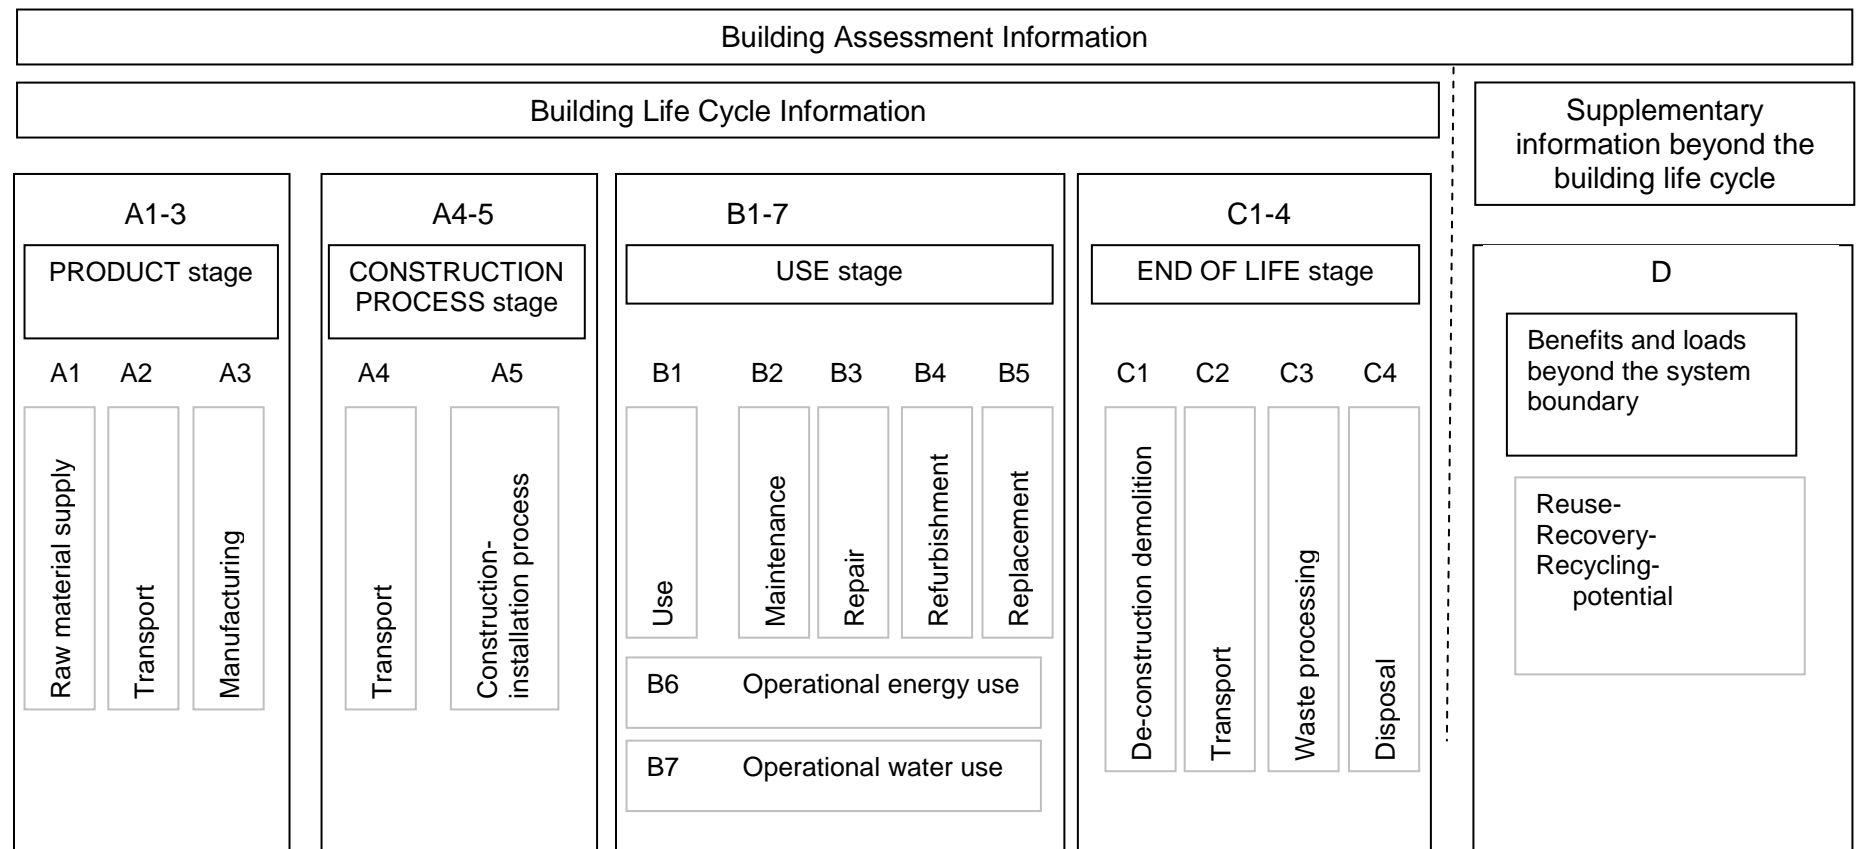 Building Assessment Information
Building Life Cycle Information
Supplementary
information beyond the
building life cycle
A1-3
PRODUCT stage
A1
A2
A3
Raw material supply
Transport
Manufacturing
A4-5
CONSTRUCTION
PROCESS stage
A4
A5
Transport
Construction-
installation process
B1-7
USE stage
B1
B2
B3
B4
B5
Use
Maintenance
Repair
Refurbishment
Replacement
B6 Operational energy use
B7 Operational water use
C1-4
END OF LIFE stage
C1
C2
C3
C4
De-construction demolition
Transport
Waste processing
Disposal
D
Benefits and loads
beyond the system
boundary
Reuse-
Recovery-
Recycling-
potential